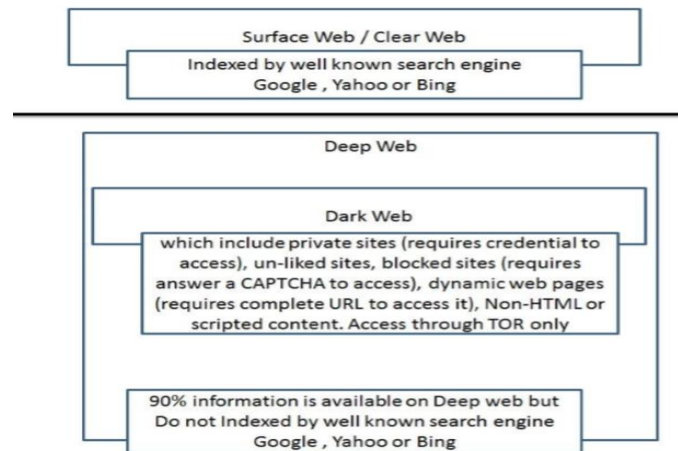 Surface Web / Clear Web
Indexed by well known search engine
Google , Yahoo or Bing
Deep Web
Dark Web
which include private sites (requires credential to
access), un-liked sites, blocked sites (requires
answer a CAPTCHA to access), dynamic web pages
(requires complete URL to access it), Non-HTML or
scripted content. Access through TOR only
90% information is available on Deep web but
Do not Indexed by well known search engine
Google , Yahoo or Bing